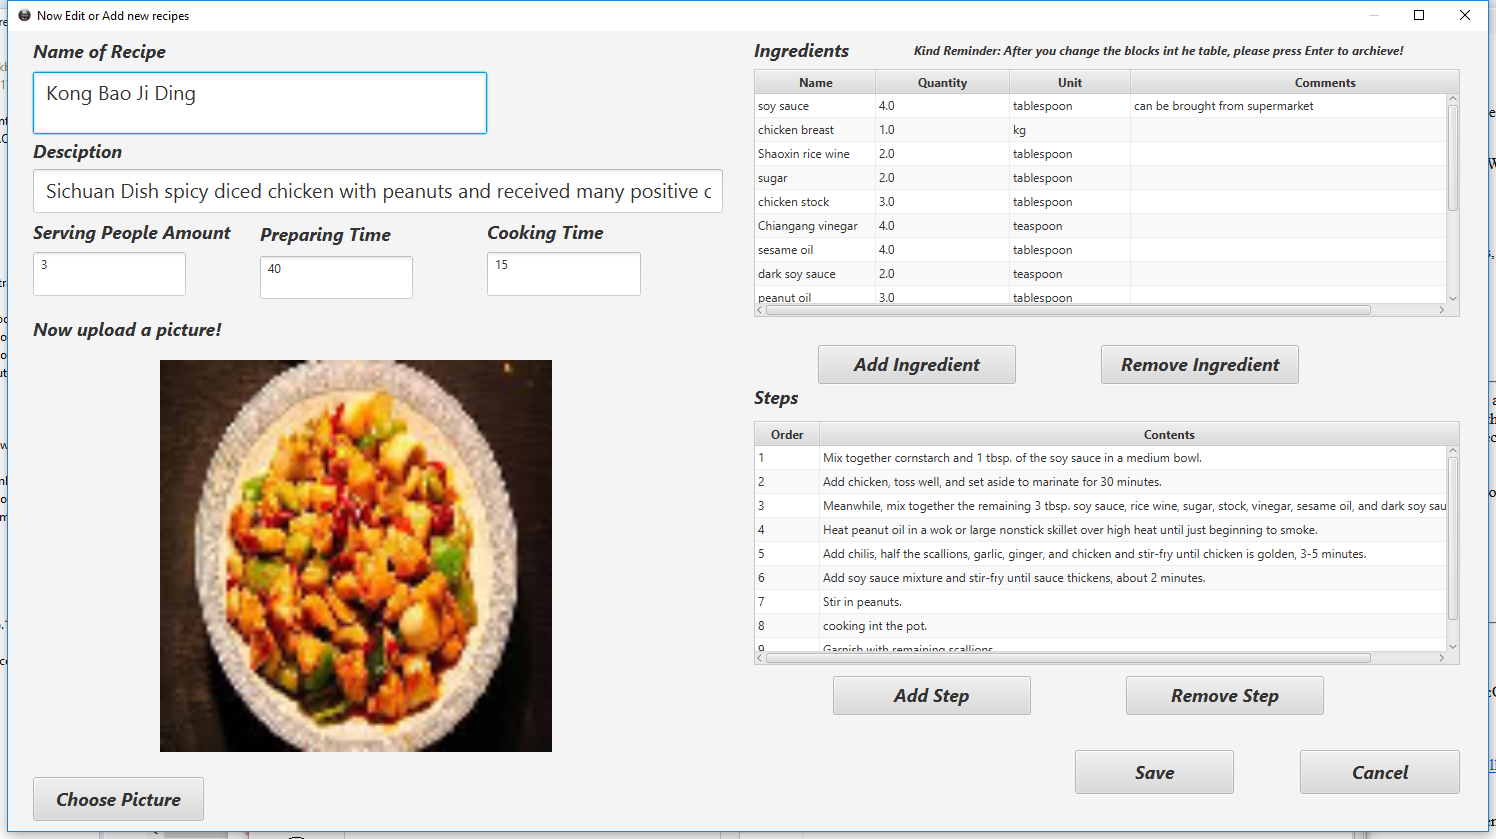 Now Edit or Add new recipes
Name of Recipe
Kong Bao Ji Ding
Desciption
Sichuan Dish spicy diced chicken with peanuts and received many positive c
Serving People Amount
Preparing Time
Cooking Time
3
40
15
Now upload a picture!
Choose Picture
Ingredients
Kind Reminder: After you change the blocks int he table, please press Enter to archieve!
Name Quantity Unit Comments
soy sauce 4.0 tablespoon can be brought from supermarket
chicken breast 1.0 kg
Shaoxin rice wine 2.0 tablespoon
sugar 2.0 tablespoon
chicken stock 3.0 tablespoon
Chiangang vinegar 4.0 teaspoon
sesame oil 4.0 tablespoon
dark soy sauce 2.0 teaspoon
peanut oil 3.0 tablespoon
Add Ingredient
Remove Ingredient
Steps
Order Contents
1 Mix together cornstarch and 1 tbsp. of the soy sauce in a medium bowl.
2 Add chicken, toss well, and set aside to marinate for 30 minutes.
3 Meanwhile, mix together the remaining 3 tbsp. soy sauce, rice wine, sugar, stock, vinegar, sesame oil, and dark soy sau
4 Heat peanut oil in a wok or large nonstick skillet over high heat until just beginning to smoke.
5 Add chilis, half the scallions, garlic, ginger, and chicken and stir-fry until chicken is golden, 3-5 minutes.
6 Add soy sauce mixture and stir-fry until sauce thickens, about 2 minutes.
7 Stir in peanuts.
8 cooking int the pot.
9 Garnish with remaining scallions
Add Step
Remove Step
Save
Cancel